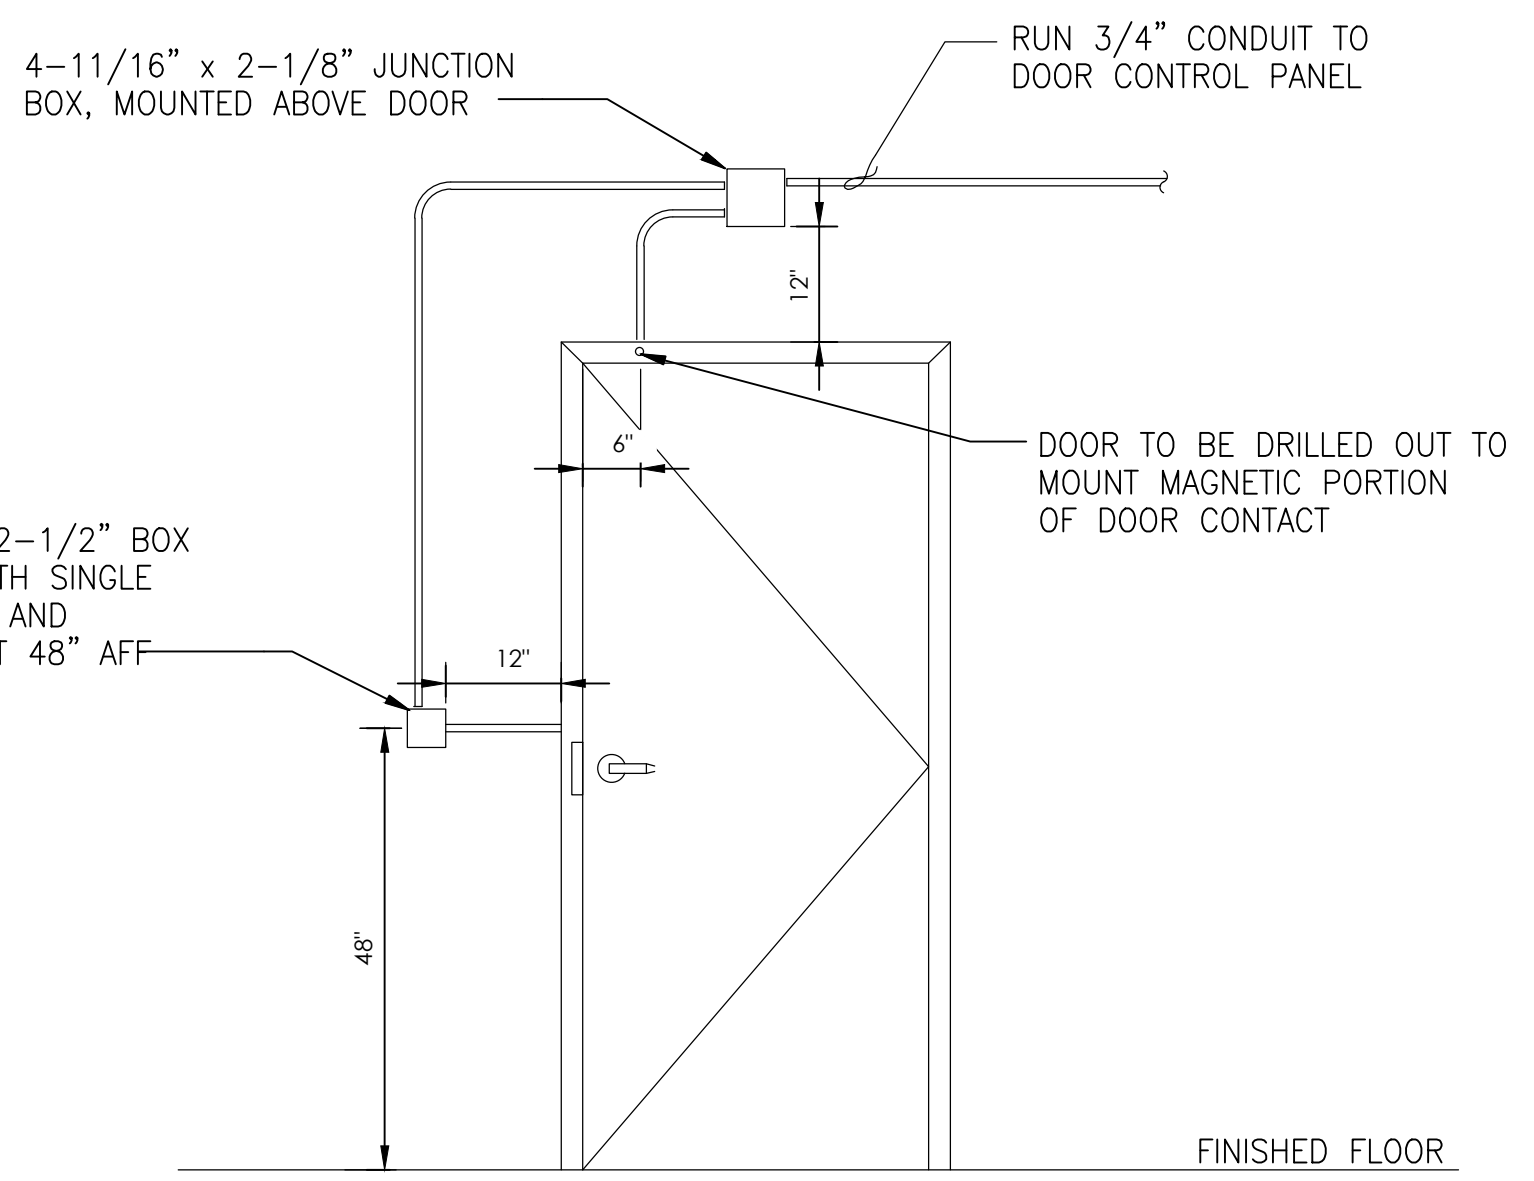 RUN 3/4” CONDUIT TO
DOOR CONTROL PANEL
4-11/16” x 2-1/8” JUNCTION
BOX, MOUNTED ABOVE DOOR
12"
6"
DOOR TO BE DRILLED OUT TO
MOUNT MAGNETIC PORTION
OF DOOR CONTACT
2-1/2” BOX
SINGLE
AND
48” AFF
12"
48"
FINISHED FLOOR